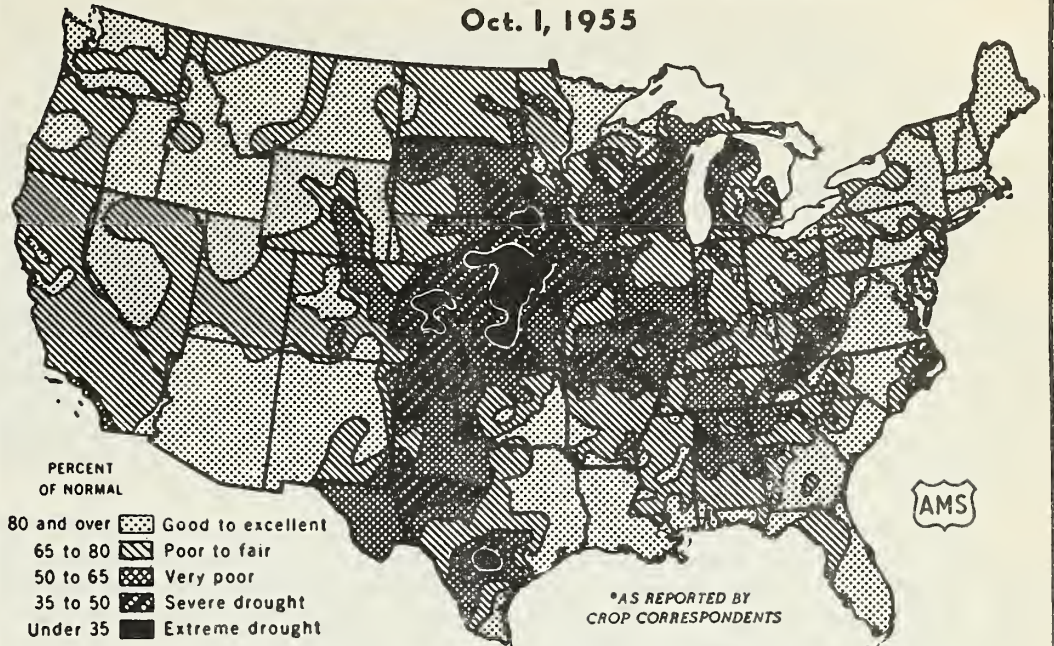 Oct. 1, 1955
PERCENT
OF NORMAL
80 and over Good to excellent
65 to 80 Poor to fair
50 to 65 Very poor
35 to 50 Severe drought
Under 35 Extreme drought
*AS REPORTED BY
CROP CORRESPONDENTS
AMS